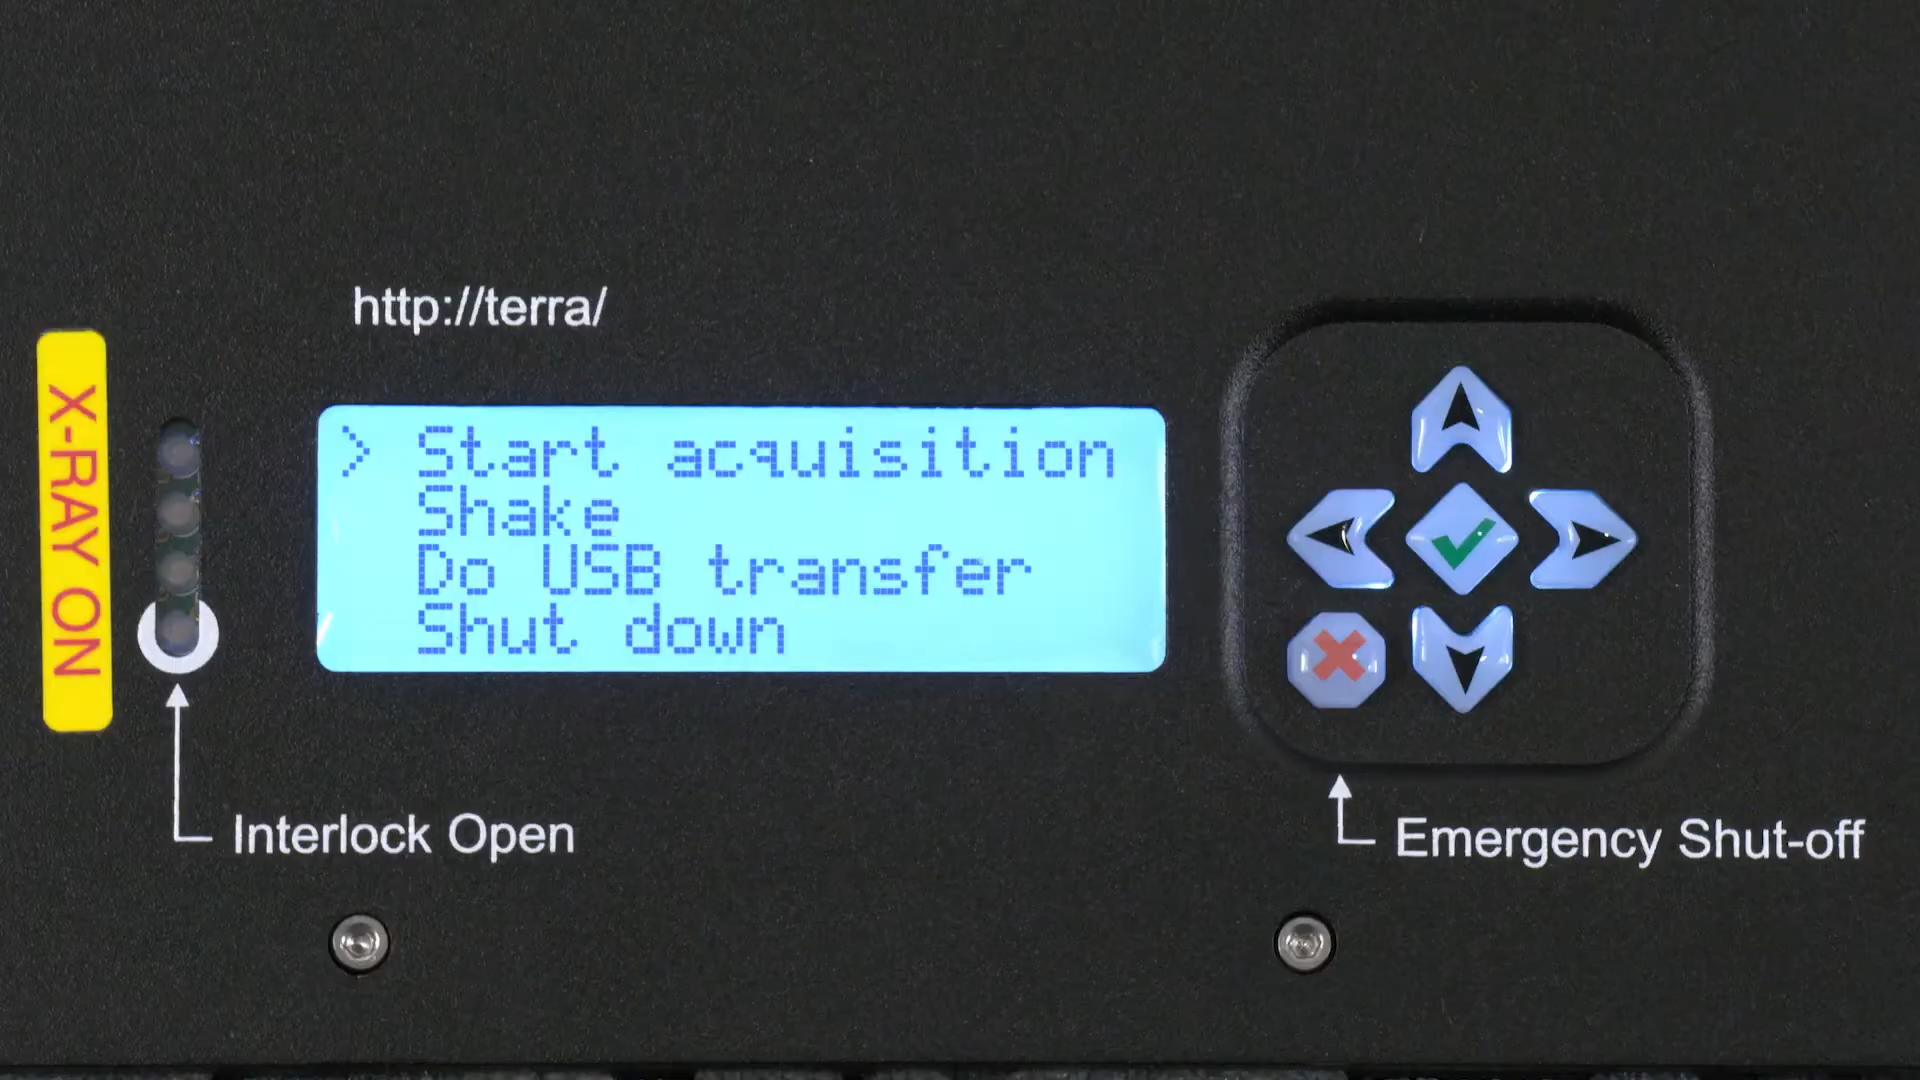 http://terra/
X-RAY ON
> Start acquisition
Shake
Do USB transfer
Shut down
Interlock Open
Emergency Shut-off